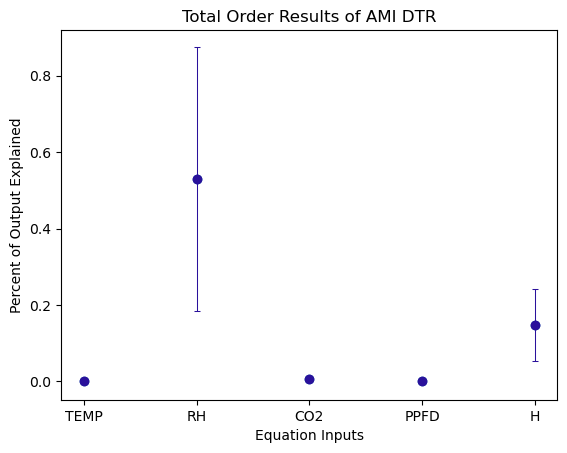 Total Order Results of AMI DTR
Percent of Output Explained
0.8
0.6
0.4
0.2
0.0
TEMP RH CO2 PPFD H
Equation Inputs